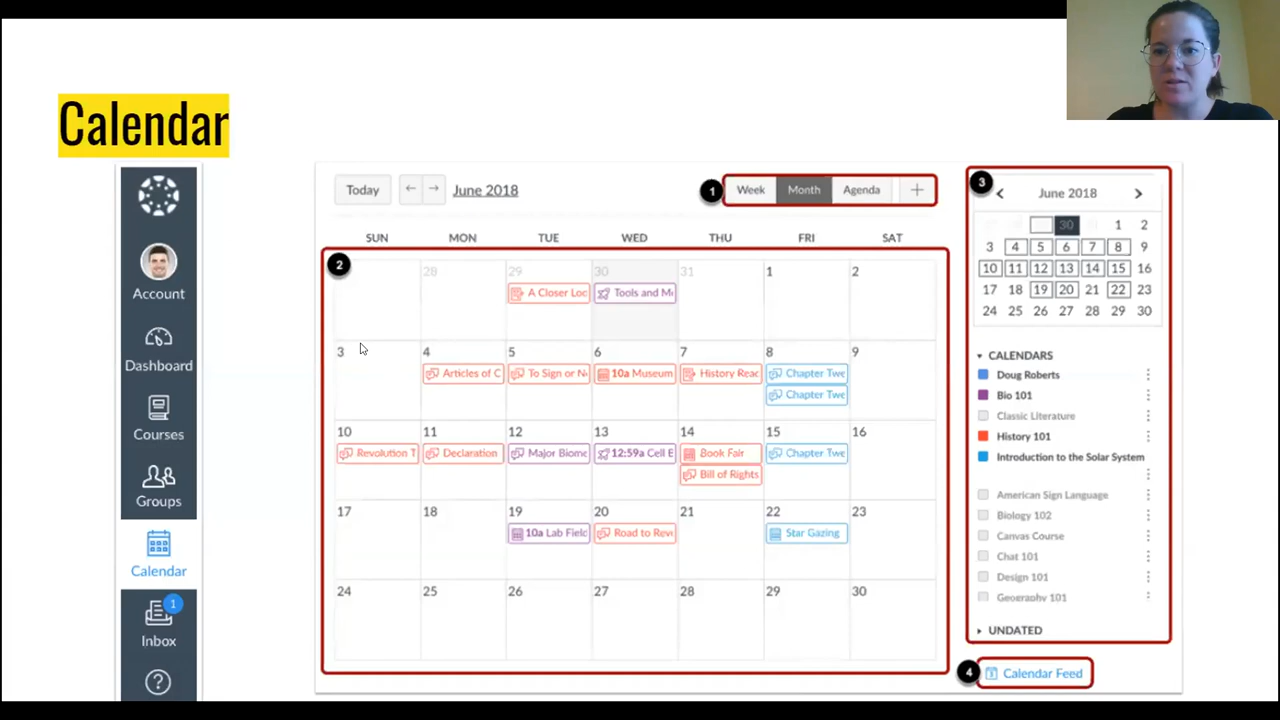 Calendar
Account
Dashboard
Courses
Groups
Calendar
1
Inbox
Today
June 2018
1
Week
Month
Agenda
SUN
MON
TUE
WED
THU
FRI
SAT
2
28
29
30
31
1
2
A Closer Loo
Tools and M
3
4
5
6
7
8
9
Articles of C
To Sign or N
10a Museum
History Read
Chapter Twe
Chapter Twe
10
11
12
13
14
15
16
Revolution T
Declaration
Major Biome
12:59a Cell E
Book Fair
Chapter Twe
Bill of Rights
17
18
19
20
21
22
23
10a Lab Field
Road to Revo
Star Gazing
24
25
26
27
28
29
30
3
June 2018
30 1 2
3 4 5 6 7 8 9
10 11 12 13 14 15 16
17 18 19 20 21 22 23
24 25 26 27 28 29 30
CALENDARS
Doug Roberts
Bio 101
Classic Literature
History 101
Introduction to the Solar System
American Sign Language
Biology 102
Canvas Course
Chat 101
Design 101
Geography 101
UNDATED
4
Calendar Feed